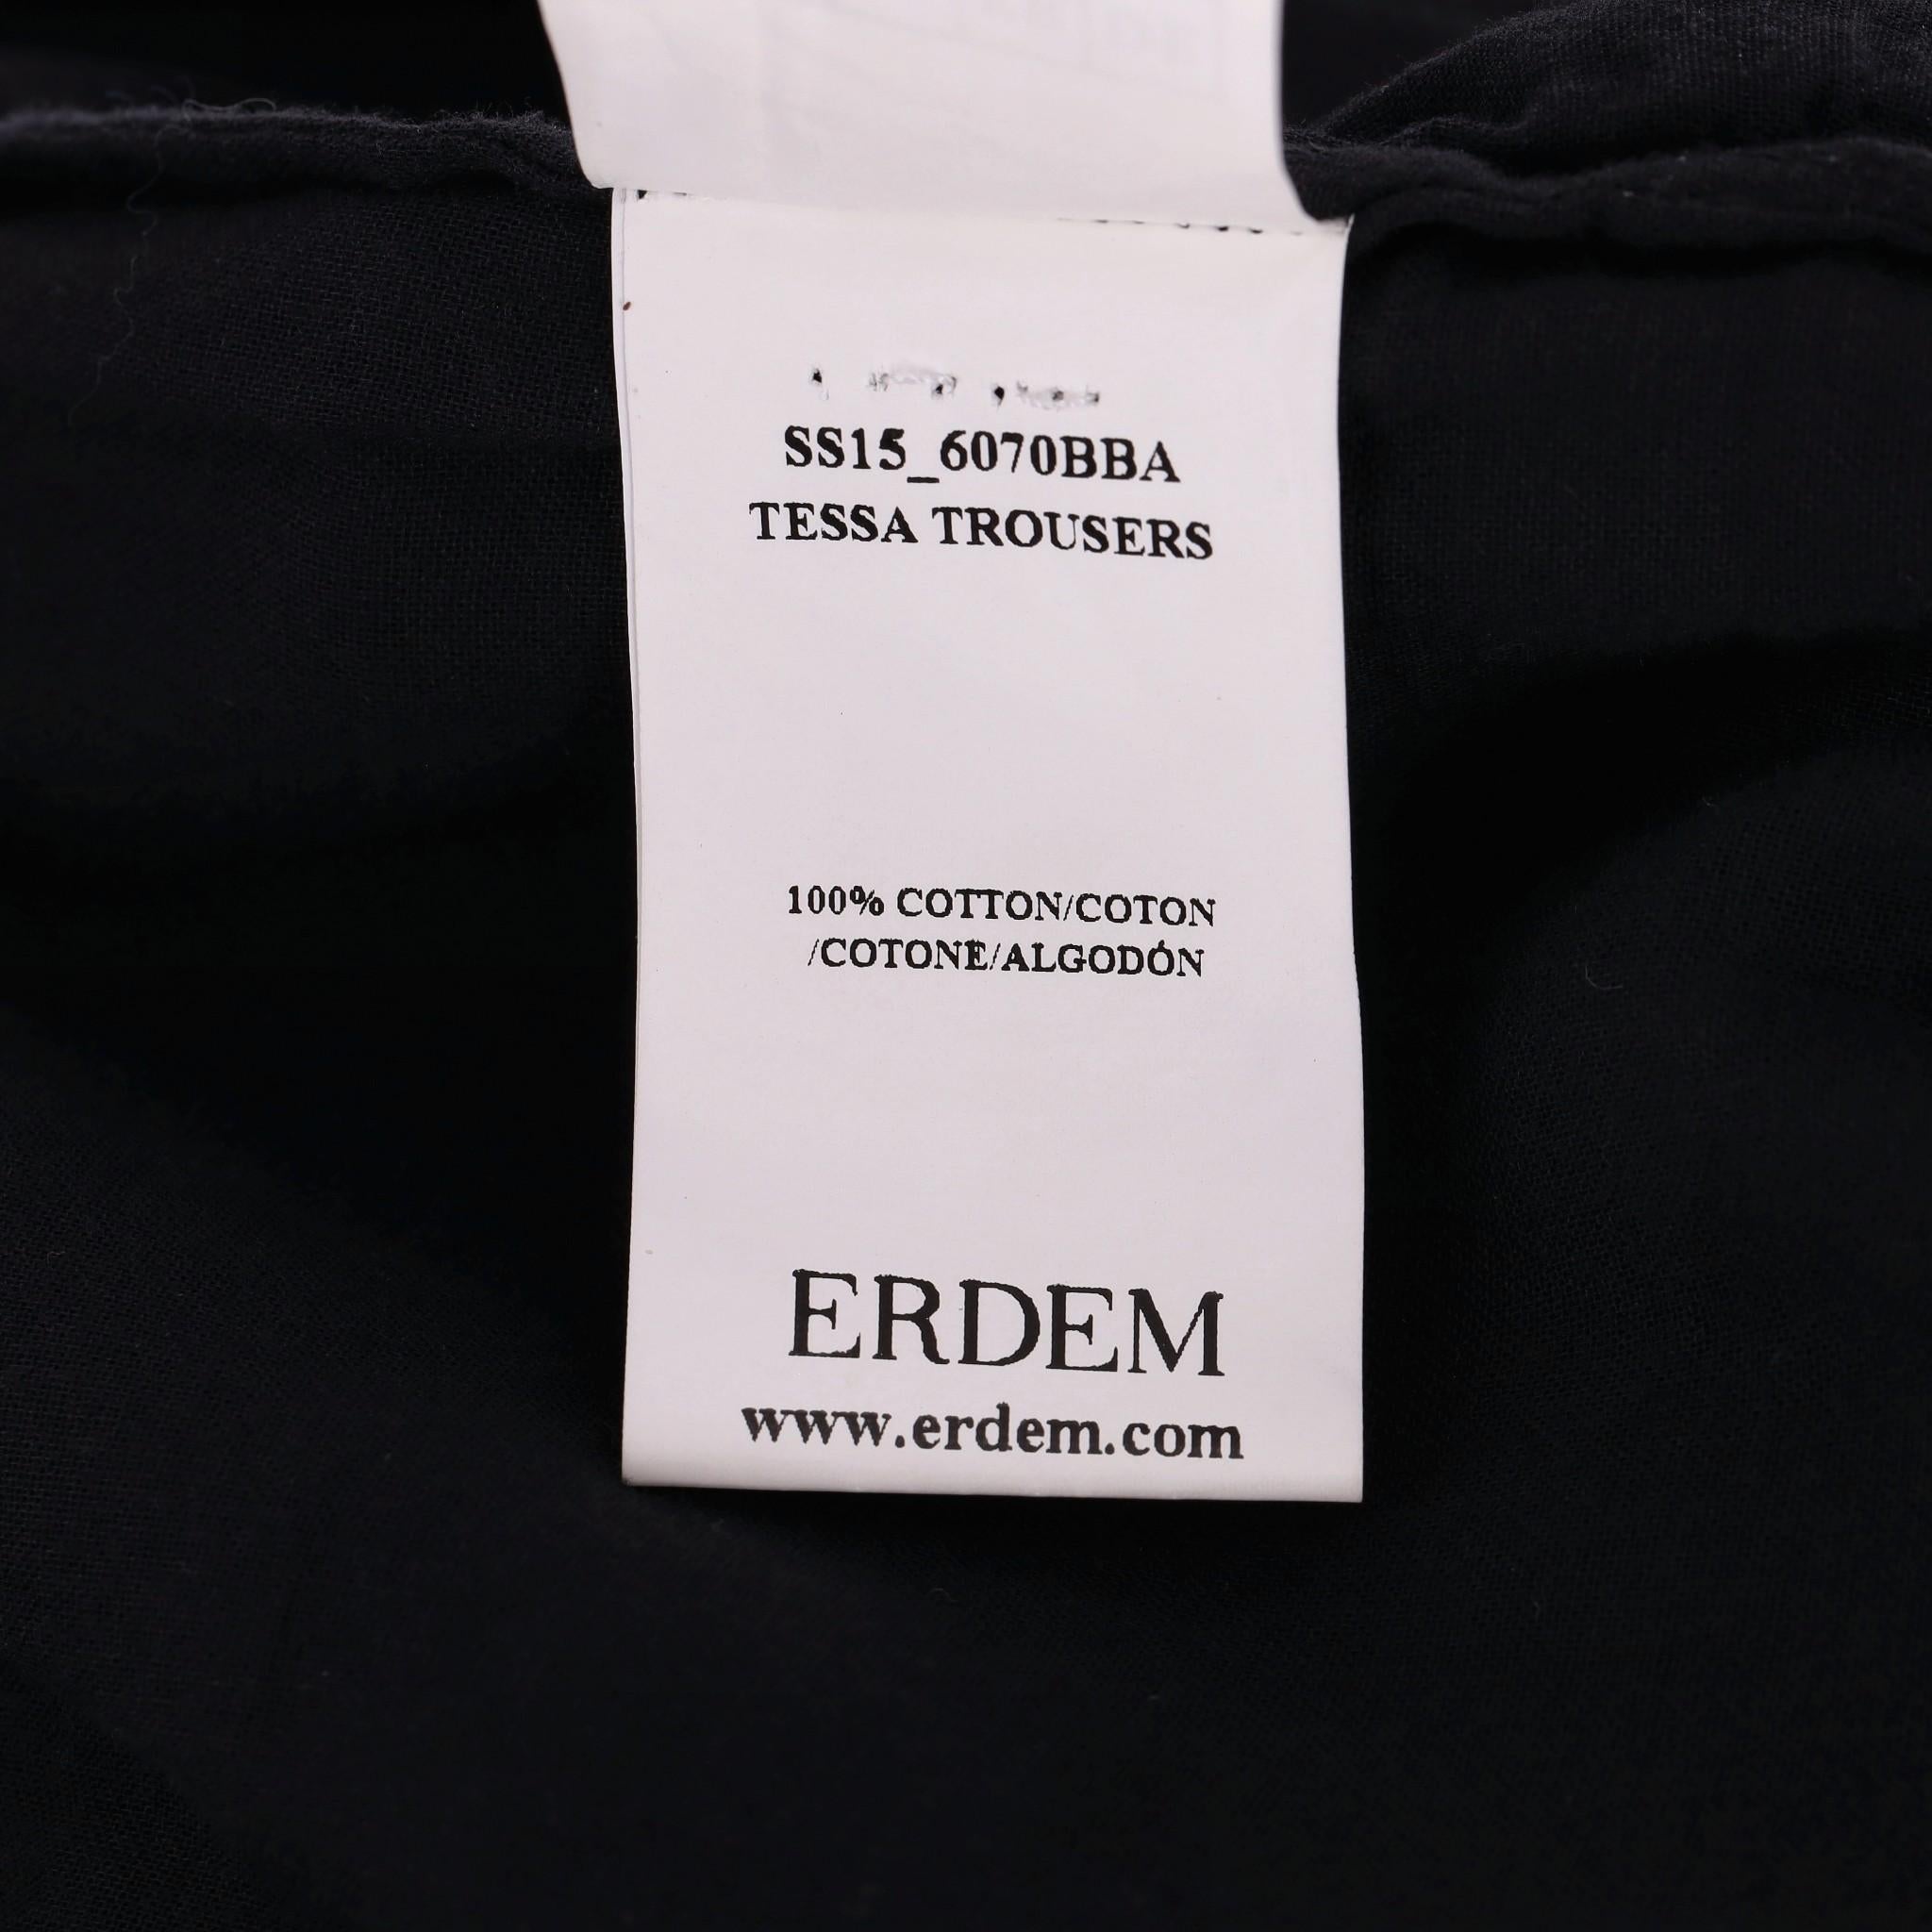 SS15_6070BBA
TESSA TROUSERS
100% COTTON/COTON
/COTONE/ALGODÓN
ERDEM
www.erdem.com